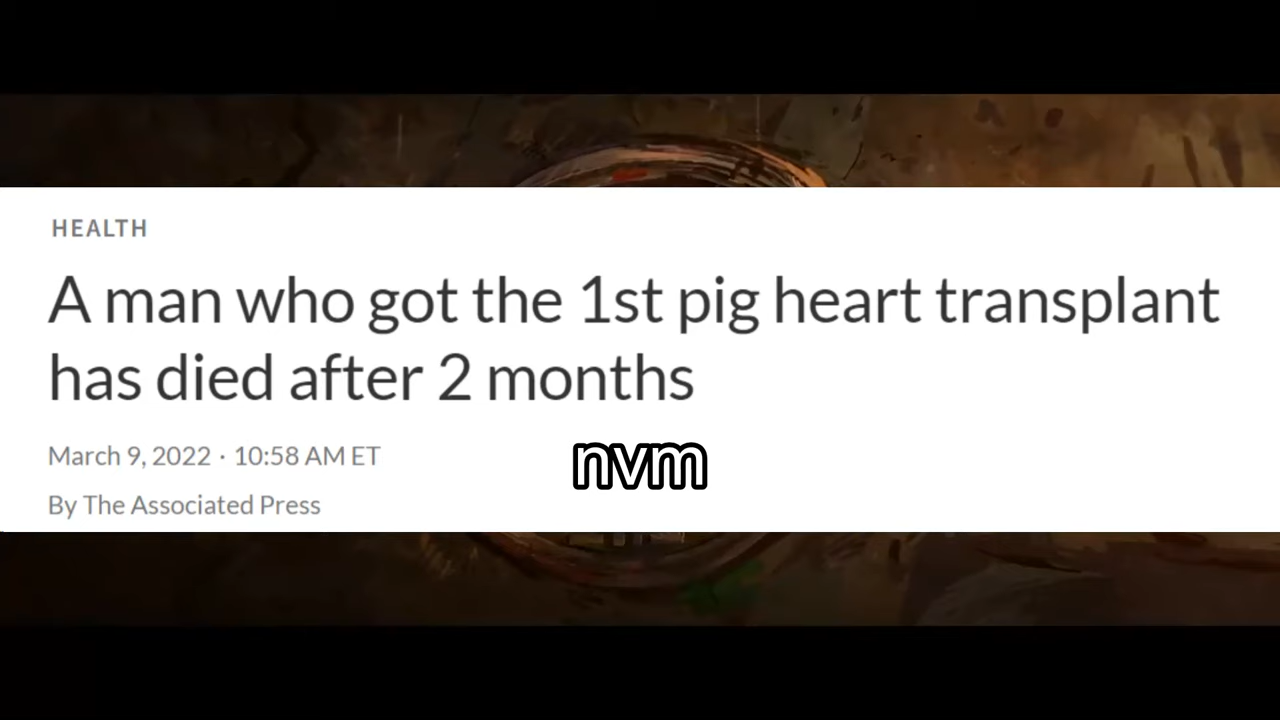 HEALTH
A man who got the 1st pig heart transplant
has died after 2 months
March 9, 2022 · 10:58 AM ET
nvm
By The Associated Press